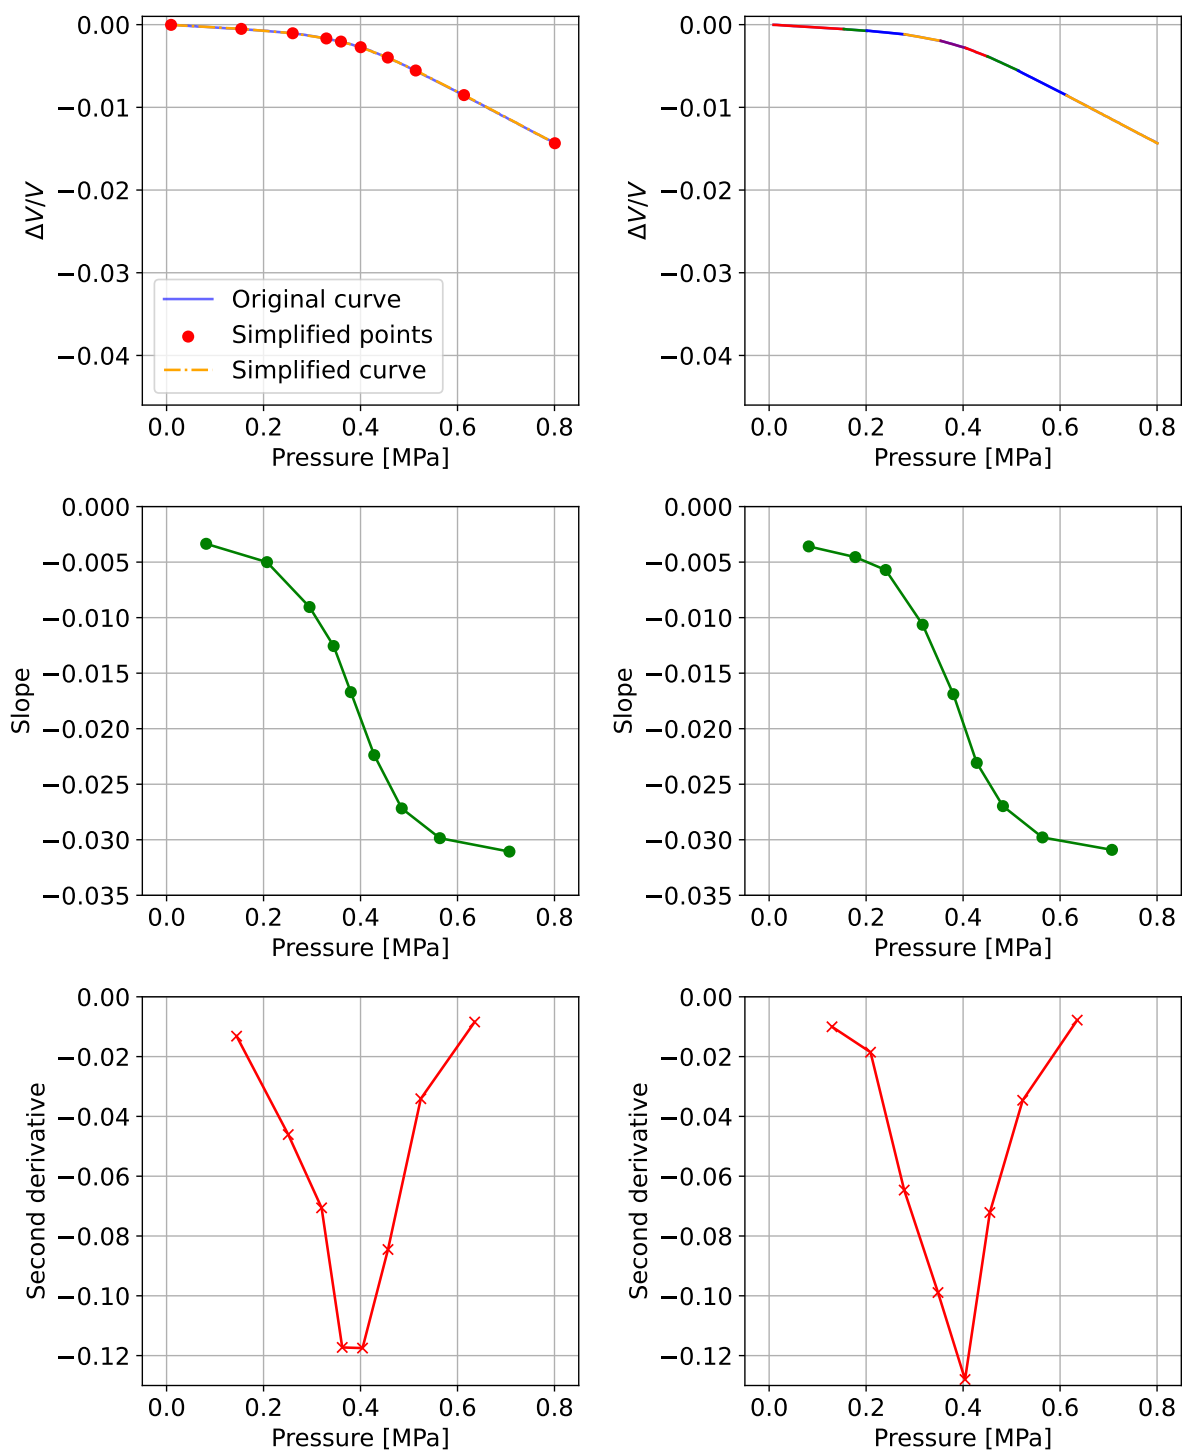 0.00
−0.01
−0.02
−0.03
−0.04
ΔV/V
Original curve
Simplified points
Simplified curve
0.0 0.2 0.4 0.6 0.8
Pressure [MPa]
0.00
−0.01
−0.02
−0.03
−0.04
ΔV/V
0.0 0.2 0.4 0.6 0.8
Pressure [MPa]
0.000
−0.005
−0.010
−0.015
−0.020
−0.025
−0.030
−0.035
Slope
0.0 0.2 0.4 0.6 0.8
Pressure [MPa]
0.000
−0.005
−0.010
−0.015
−0.020
−0.025
−0.030
−0.035
Slope
0.0 0.2 0.4 0.6 0.8
Pressure [MPa]
0.00
−0.02
−0.04
−0.06
−0.08
−0.10
−0.12
Second derivative
0.0 0.2 0.4 0.6 0.8
Pressure [MPa]
0.00
−0.02
−0.04
−0.06
−0.08
−0.10
−0.12
Second derivative
0.0 0.2 0.4 0.6 0.8
Pressure [MPa]